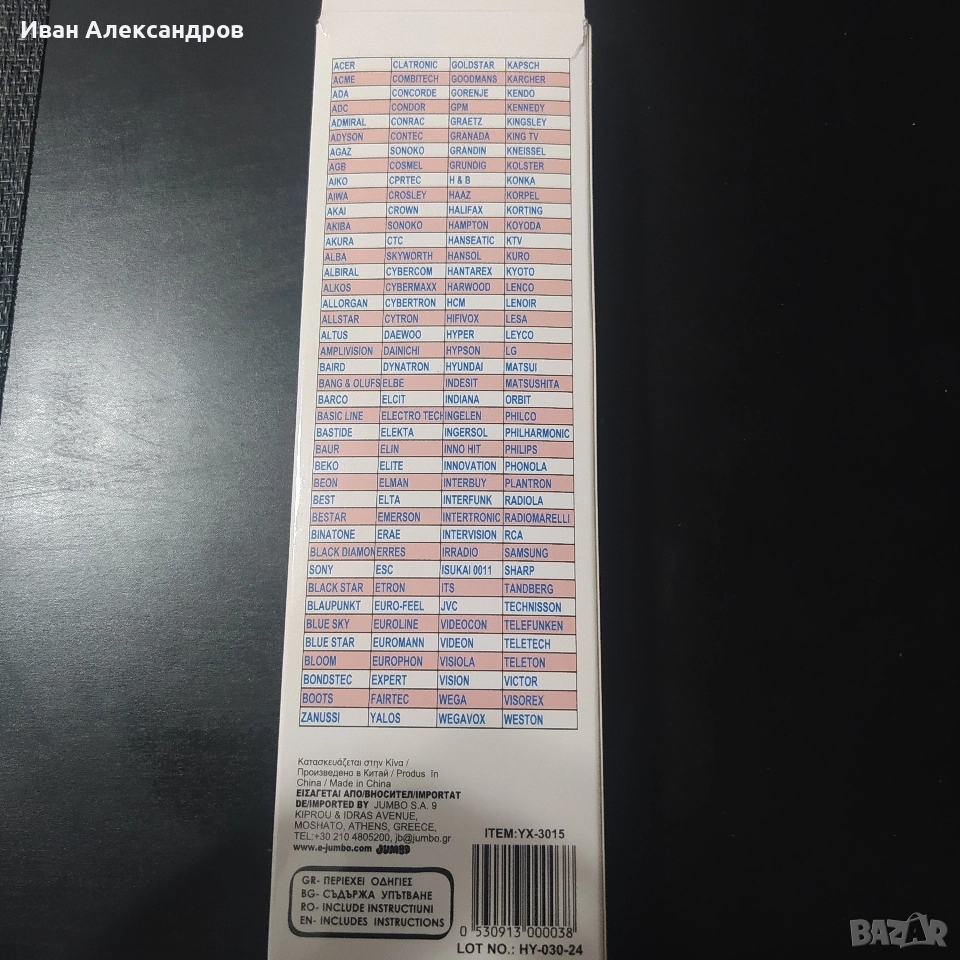 Иван Александров
ACER CLATRONIC GOLDSTAR KAPSCH
ACME COMBITECH GOODMANS KARCHER
ADA CONCORDE GORENJE KENDO
ADC CONDOR GPM KENNEDY
ADMIRAL CONRAC GRAETZ KINGSLEY
ADYSON CONTEC GRANADA KING TV
AGAZ SONOKO GRANDIN KNEISSEL
AGB COSMEL GRUNDIG KOLSTER
AIKO CPRTEC H & B KONKA
AIWA CROSLEY HAAZ KORPEL
AKAI CROWN HALIFAX KORTING
AKIBA SONOKO HAMPTON KOYODA
AKURA CTC HANSEATIC KTV
ALBA SKYWORTH HANSOL KURO
ALBIRAL CYBERCOM HANTAREX KYOTO
ALKOS CYBERMAXX HARWOOD LENCO
ALLORGAN CYBERTRON HCM LENOIR
ALLSTAR CYTRON HIFIVOX LESA
ALTUS DAEWOO HYPER LEYCO
AMPLIVISION DAINICHI HYPSON LG
BAIRD DYNATRON HYUNDAI MATSUI
BANG & OLUFS ELBE INDESIT MATSUSHITA
BARCO ELCIT INDIANA ORBIT
BASIC LINE ELECTRO TECH INGELEN PHILCO
BASTIDE ELEKTA INGERSOL PHILHARMONIC
BAUR ELIN INNO HIT PHILIPS
BEKO ELITE INNOVATION PHONOLA
BEON ELMAN INTERBUY PLANTRON
BEST ELTA INTERFUNK RADIOLA
BESTAR EMERSON INTERTRONIC RADIOMARELLI
BINATONE ERAE INTERVISION RCA
BLACK DIAMON ERRES IRRADIO SAMSUNG
SONY ESC ISUKAI 0011 SHARP
BLACK STAR ETRON ITS TANDBERG
BLAUPUNKT EURO-FEEL JVC TECHNISSON
BLUE SKY EUROLINE VIDEOCON TELEFUNKEN
BLUE STAR EUROMANN VIDEON TELETECH
BLOOM EUROPHON VISIOLA TELETON
BONDSTEC EXPERT VISION VICTOR
BOOTS FAIRTEC WEGA VISOREX
ZANUSSI YALOS WEGAVOX WESTON
Κατασκευάζεται στην Κίνα /
Произведено в Китай / Produs în
China / Made in China
ΕΙΣΑΓΕΤΑΙ ΑΠΟ/ВНОСИТЕЛ/IMPORTAT
DE/IMPORTED BY JUMBO S.A. 9
KIPROU & IDRAS AVENUE,
MOSHATO, ATHENS, GREECE,
TEL:+30 210 4805200, jb@jumbo.gr
www.e-jumbo.com JUMBO
ITEM:YX-3015
GR- ΠΕΡΙΕΧΕΙ ΟΔΗΓΙΕΣ
BG- СЪДЪРЖА УПЪТВАНЕ
RO- INCLUDE INSTRUCTIUNI
EN- INCLUDES INSTRUCTIONS
0 530913 000038
LOT NO.: HY-030-24
BAZAR